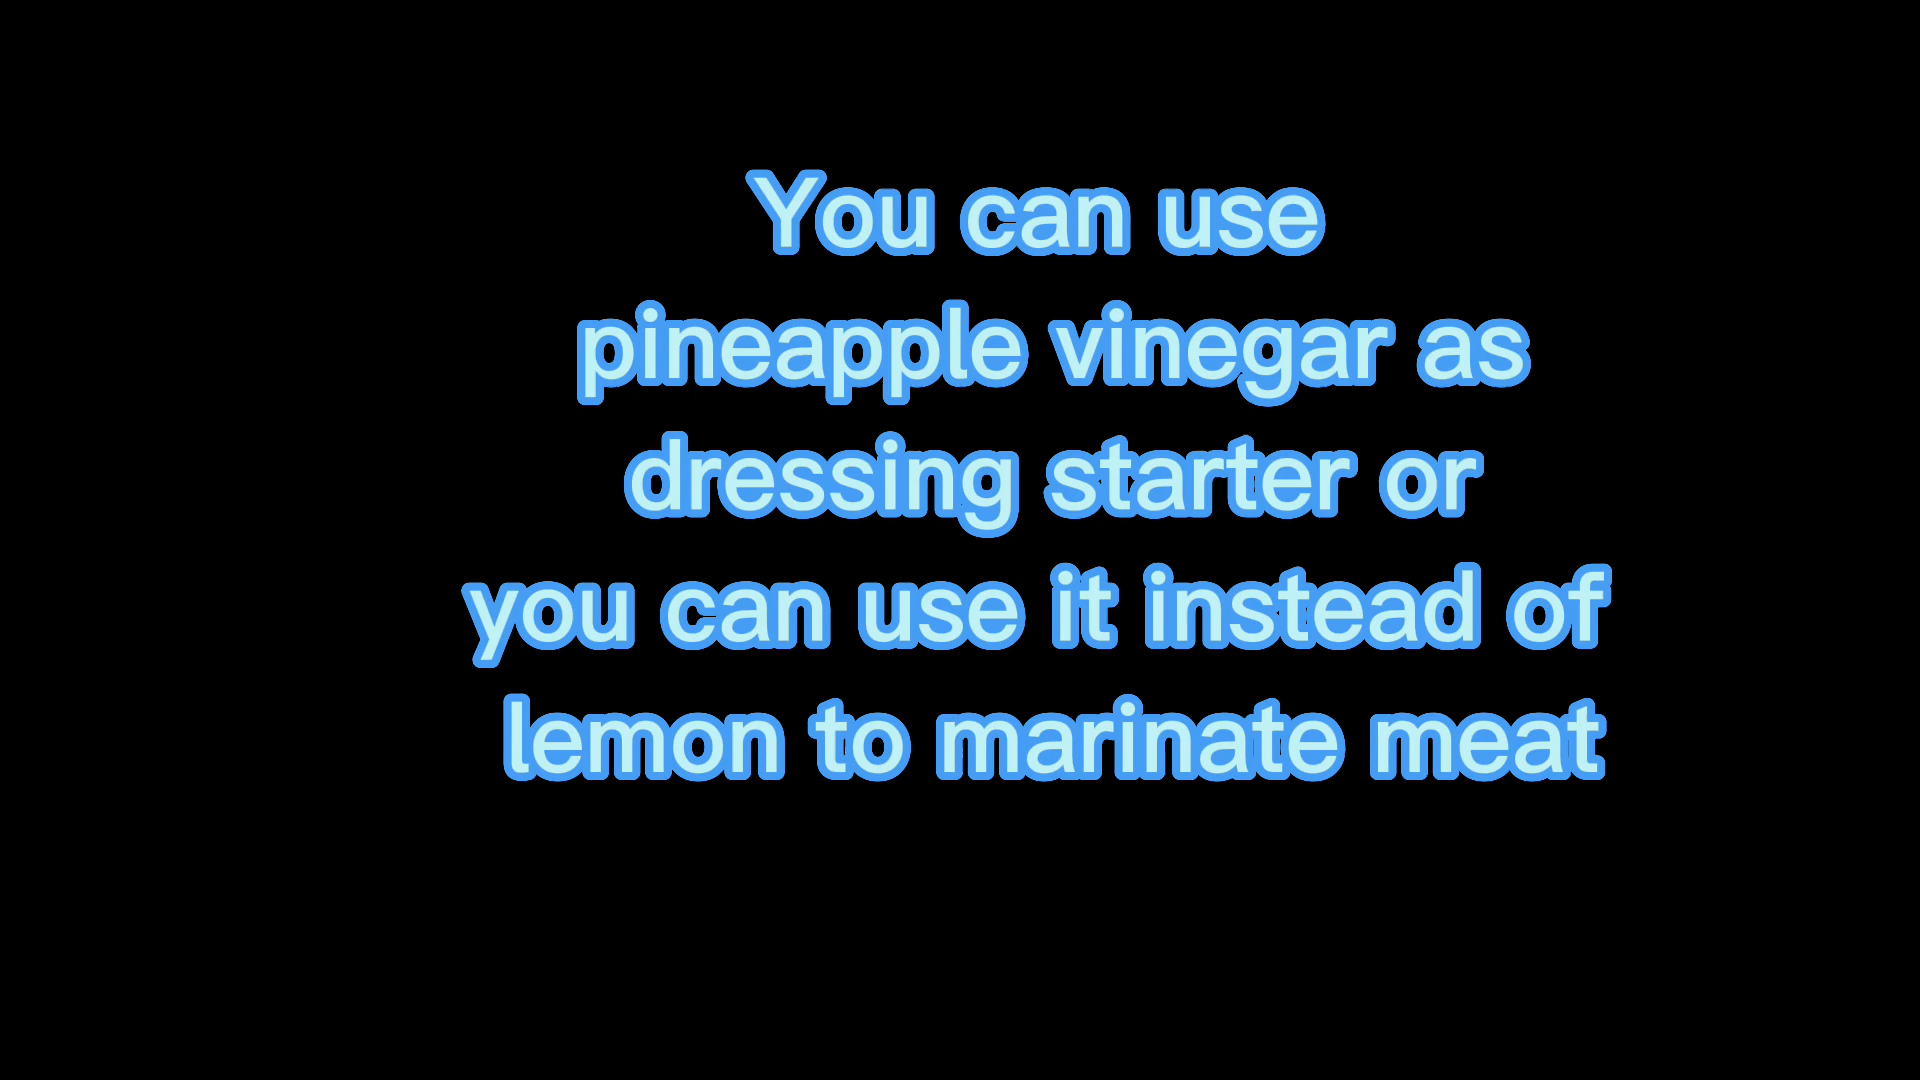 You can use
pineapple vinegar as
dressing starter or
you can use it instead of
lemon to marinate meat